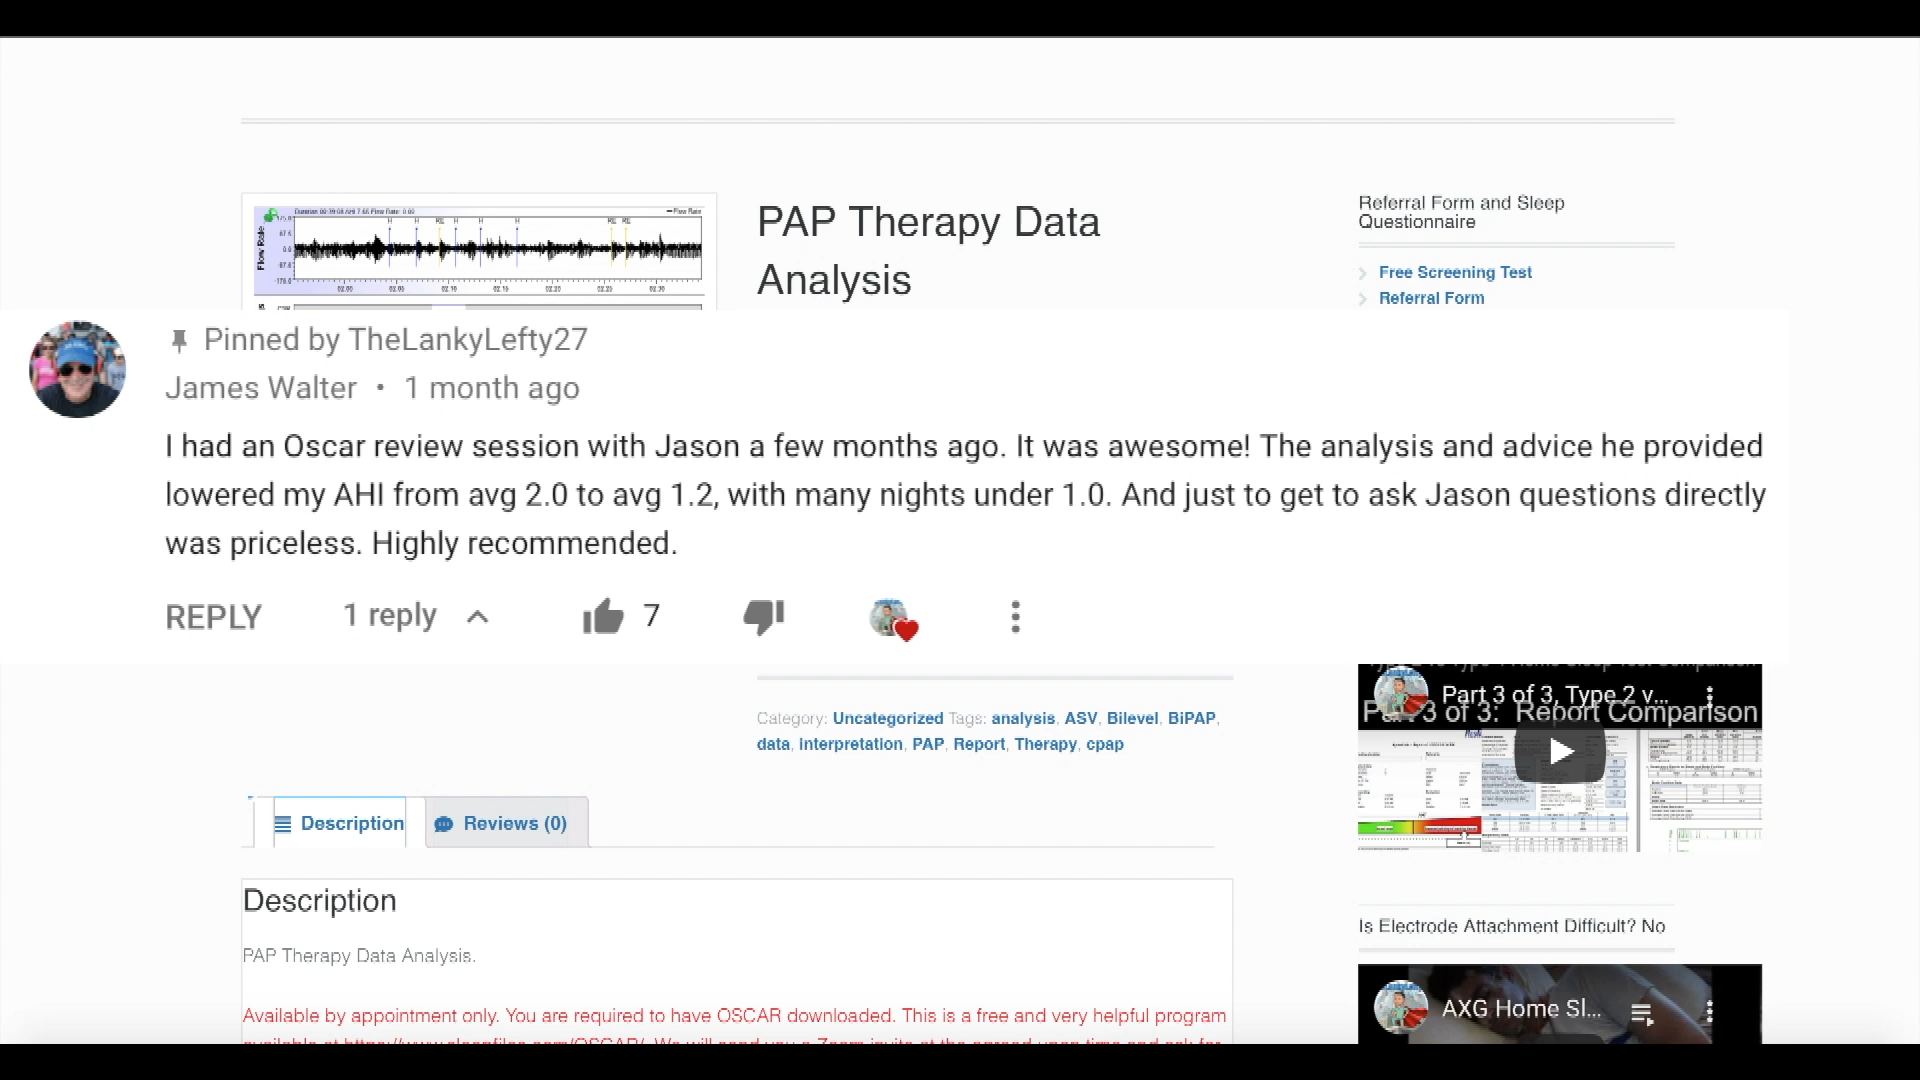 PAP Therapy Data
Analysis
Referral Form and Sleep
Questionnaire
Free Screening Test
Referral Form
Flow Rate
Pinned by TheLankyLefty27
James Walter • 1 month ago
I had an Oscar review session with Jason a few months ago. It was awesome! The analysis and advice he provided
lowered my AHI from avg 2.0 to avg 1.2, with many nights under 1.0. And just to get to ask Jason questions directly
was priceless. Highly recommended.
REPLY 1 reply 7
Category: Uncategorized Tags: analysis, ASV, Bilevel, BiPAP,
data, interpretation, PAP, Report, Therapy, cpap
Part 3 of 3, Type 2 v...
Part 3 of 3: Report Comparison
Description Reviews (0)
Description
PAP Therapy Data Analysis.
Available by appointment only. You are required to have OSCAR downloaded. This is a free and very helpful program
Is Electrode Attachment Difficult? No
AXG Home Sl...